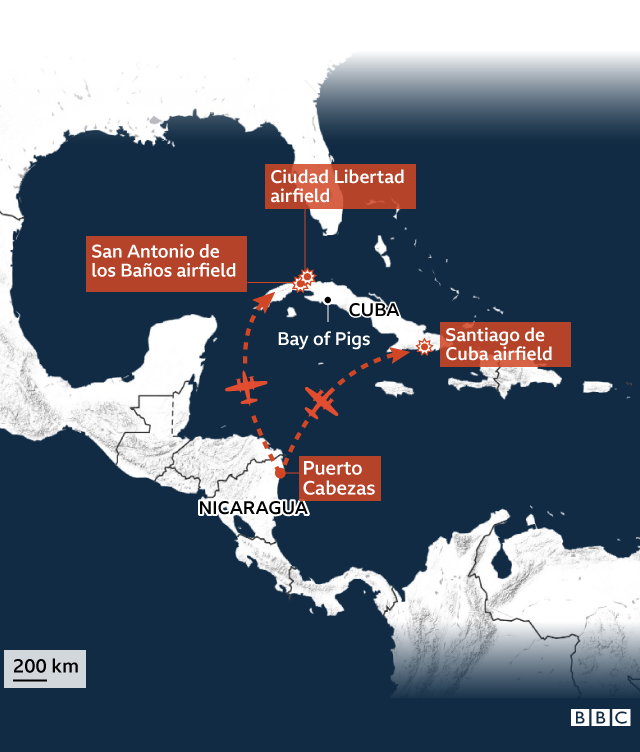 Ciudad Libertad
airfield
San Antonio de
los Baños airfield
CUBA
Bay of Pigs
Santiago de
Cuba airfield
Puerto
Cabezas
NICARAGUA
200 km
BBC